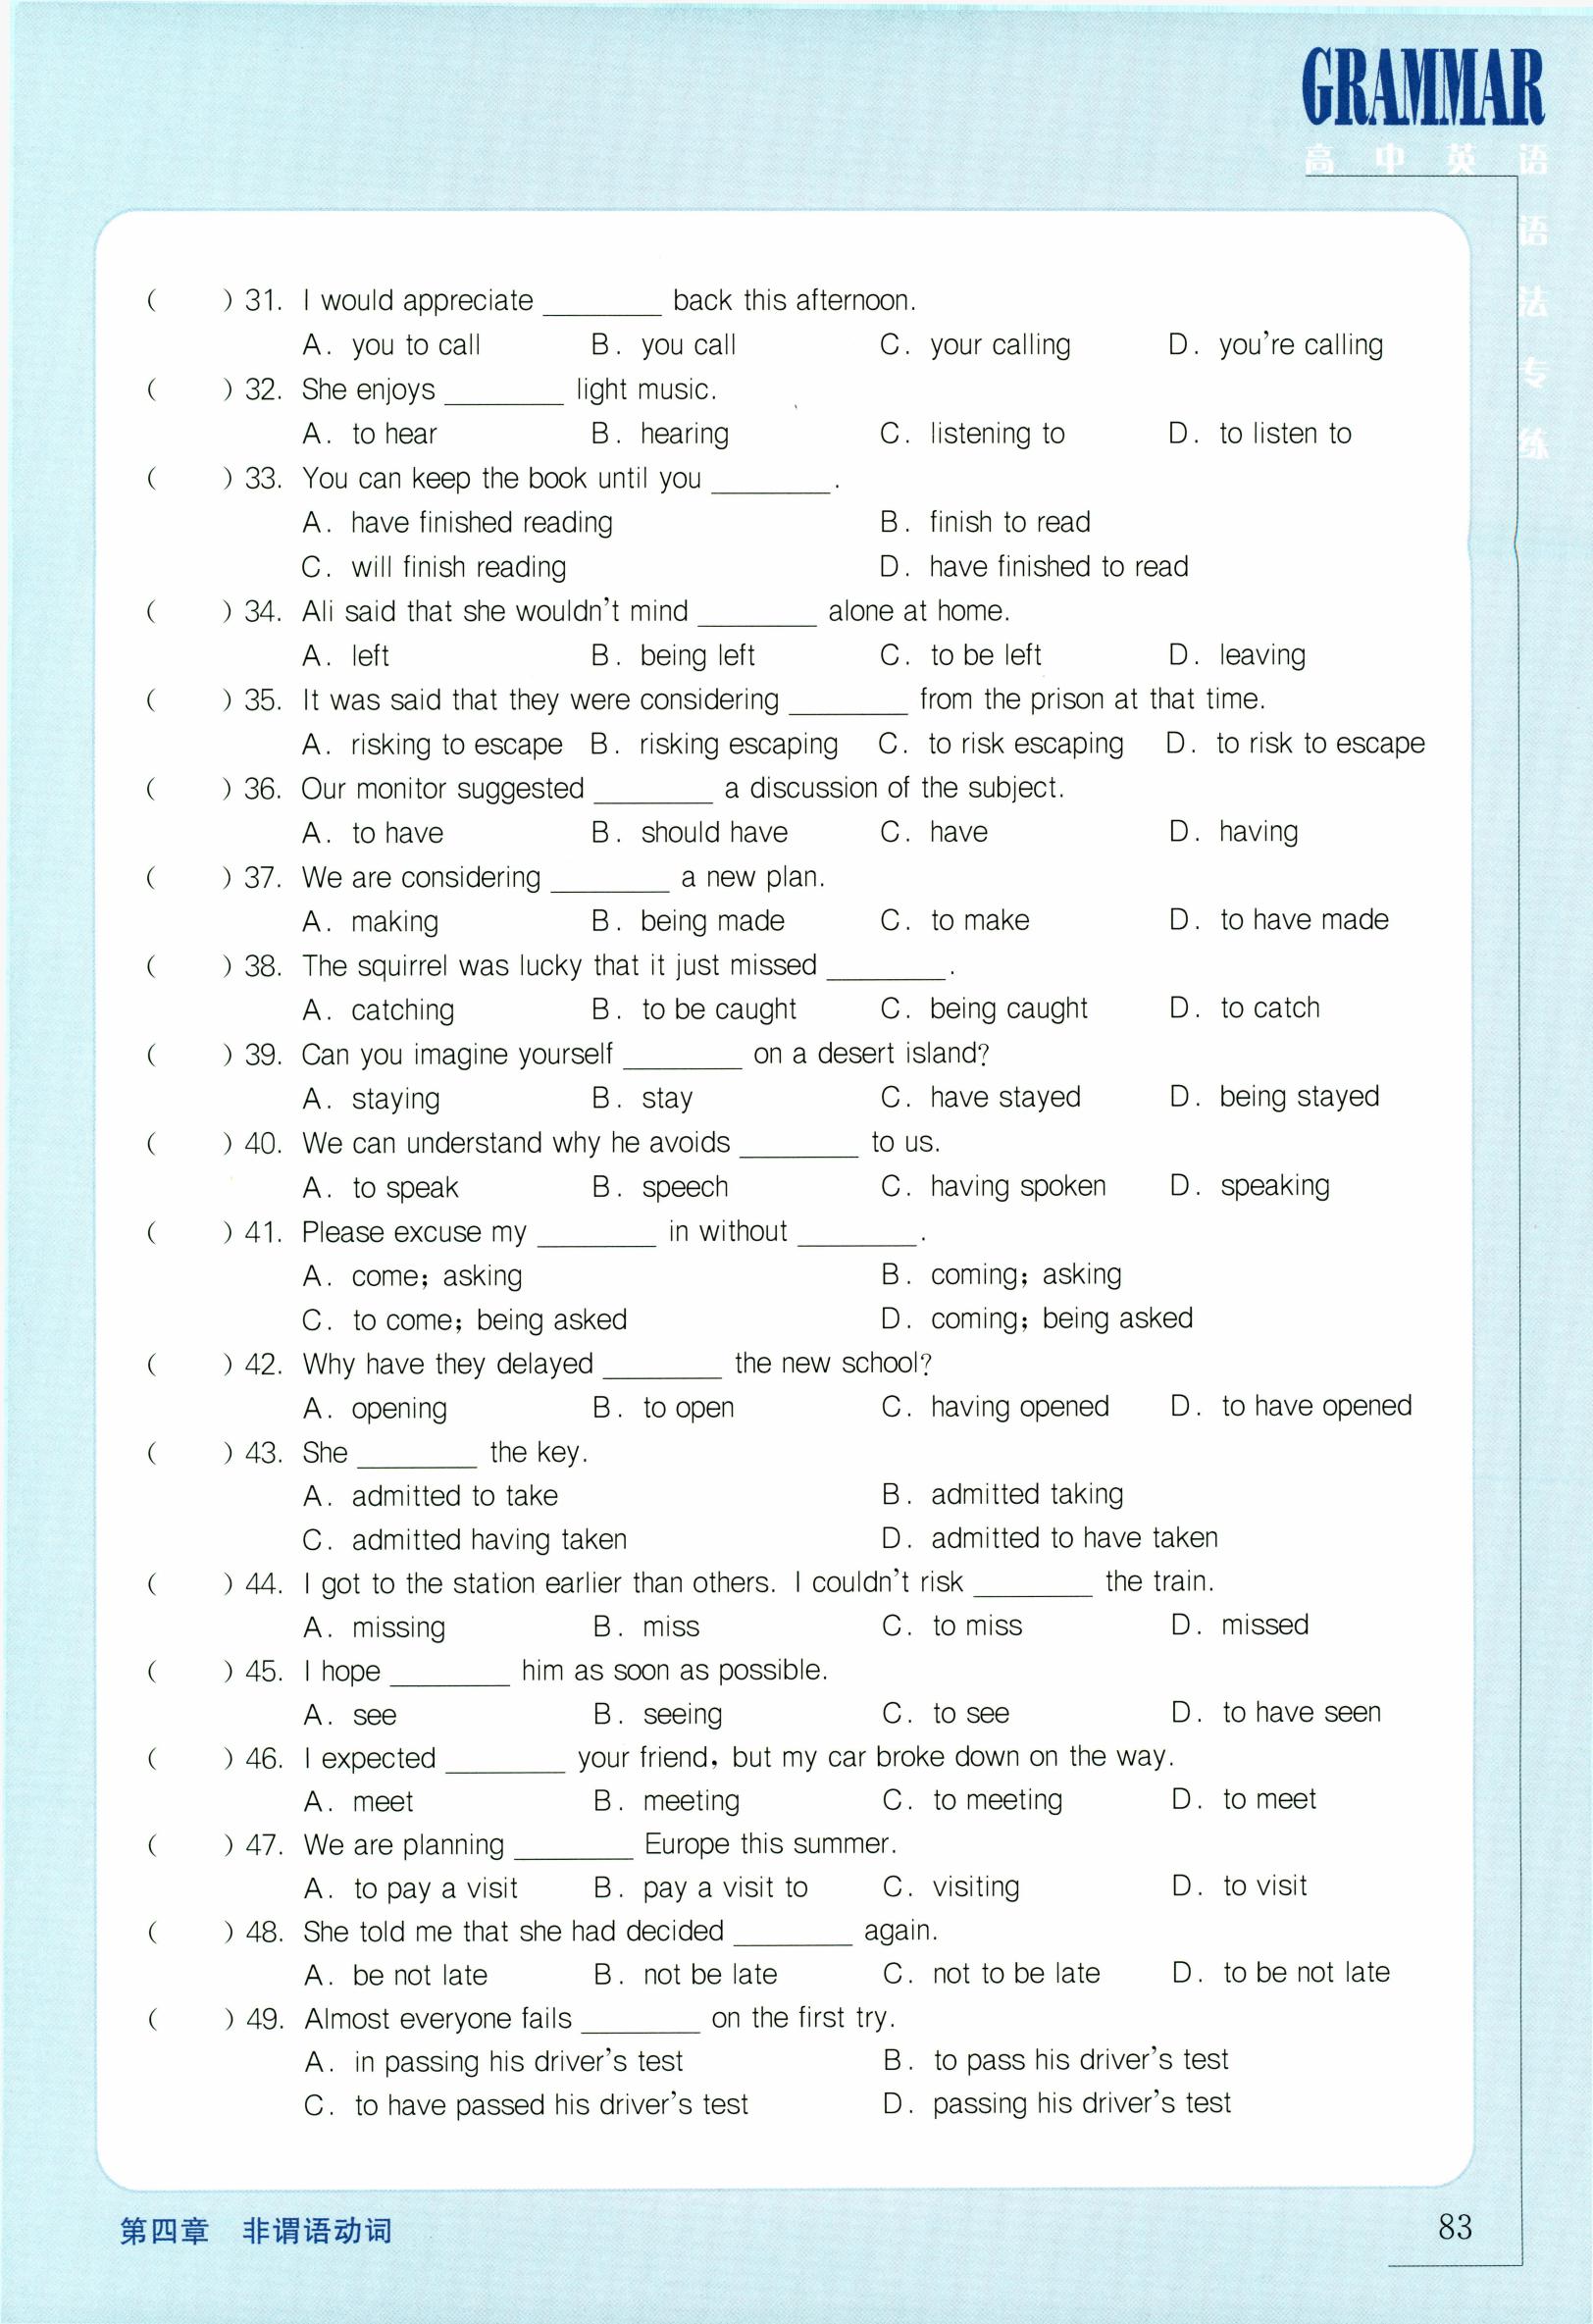 GRAMMAR
高中英语
语法专练
( ) 31. I would appreciate ________ back this afternoon.
A. you to call B. you call C. your calling D. you're calling
( ) 32. She enjoys ________ light music.
A. to hear B. hearing C. listening to D. to listen to
( ) 33. You can keep the book until you ________.
A. have finished reading B. finish to read
C. will finish reading D. have finished to read
( ) 34. Ali said that she wouldn't mind ________ alone at home.
A. left B. being left C. to be left D. leaving
( ) 35. It was said that they were considering ________ from the prison at that time.
A. risking to escape B. risking escaping C. to risk escaping D. to risk to escape
( ) 36. Our monitor suggested ________ a discussion of the subject.
A. to have B. should have C. have D. having
( ) 37. We are considering ________ a new plan.
A. making B. being made C. to make D. to have made
( ) 38. The squirrel was lucky that it just missed ________.
A. catching B. to be caught C. being caught D. to catch
( ) 39. Can you imagine yourself ________ on a desert island?
A. staying B. stay C. have stayed D. being stayed
( ) 40. We can understand why he avoids ________ to us.
A. to speak B. speech C. having spoken D. speaking
( ) 41. Please excuse my ________ in without ________.
A. come; asking B. coming; asking
C. to come; being asked D. coming; being asked
( ) 42. Why have they delayed ________ the new school?
A. opening B. to open C. having opened D. to have opened
( ) 43. She ________ the key.
A. admitted to take B. admitted taking
C. admitted having taken D. admitted to have taken
( ) 44. I got to the station earlier than others. I couldn't risk ________ the train.
A. missing B. miss C. to miss D. missed
( ) 45. I hope ________ him as soon as possible.
A. see B. seeing C. to see D. to have seen
( ) 46. I expected ________ your friend, but my car broke down on the way.
A. meet B. meeting C. to meeting D. to meet
( ) 47. We are planning ________ Europe this summer.
A. to pay a visit B. pay a visit to C. visiting D. to visit
( ) 48. She told me that she had decided ________ again.
A. be not late B. not be late C. not to be late D. to be not late
( ) 49. Almost everyone fails ________ on the first try.
A. in passing his driver's test B. to pass his driver's test
C. to have passed his driver's test D. passing his driver's test
第四章 非谓语动词
83